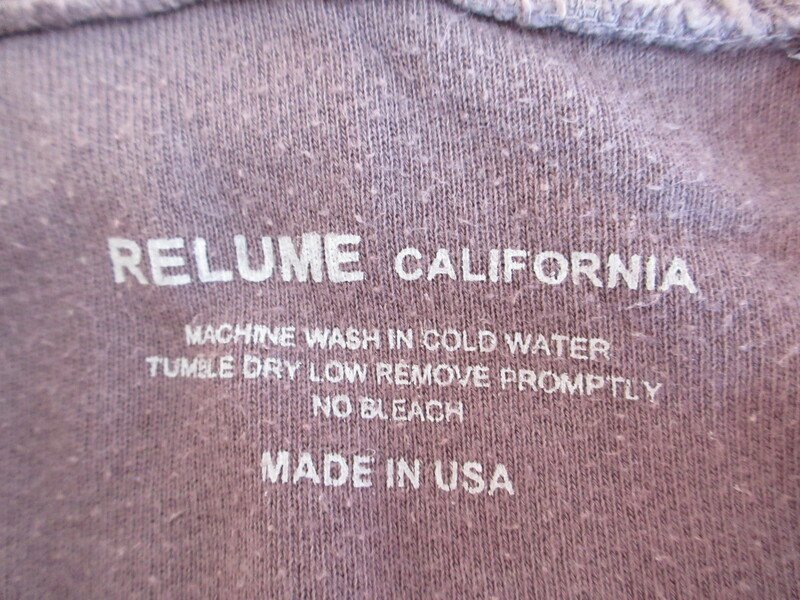 RELUME CALIFORNIA
MACHINE WASH IN COLD WATER
TUMBLE DRY LOW REMOVE PROMPTLY
NO BLEACH
MADE IN USA